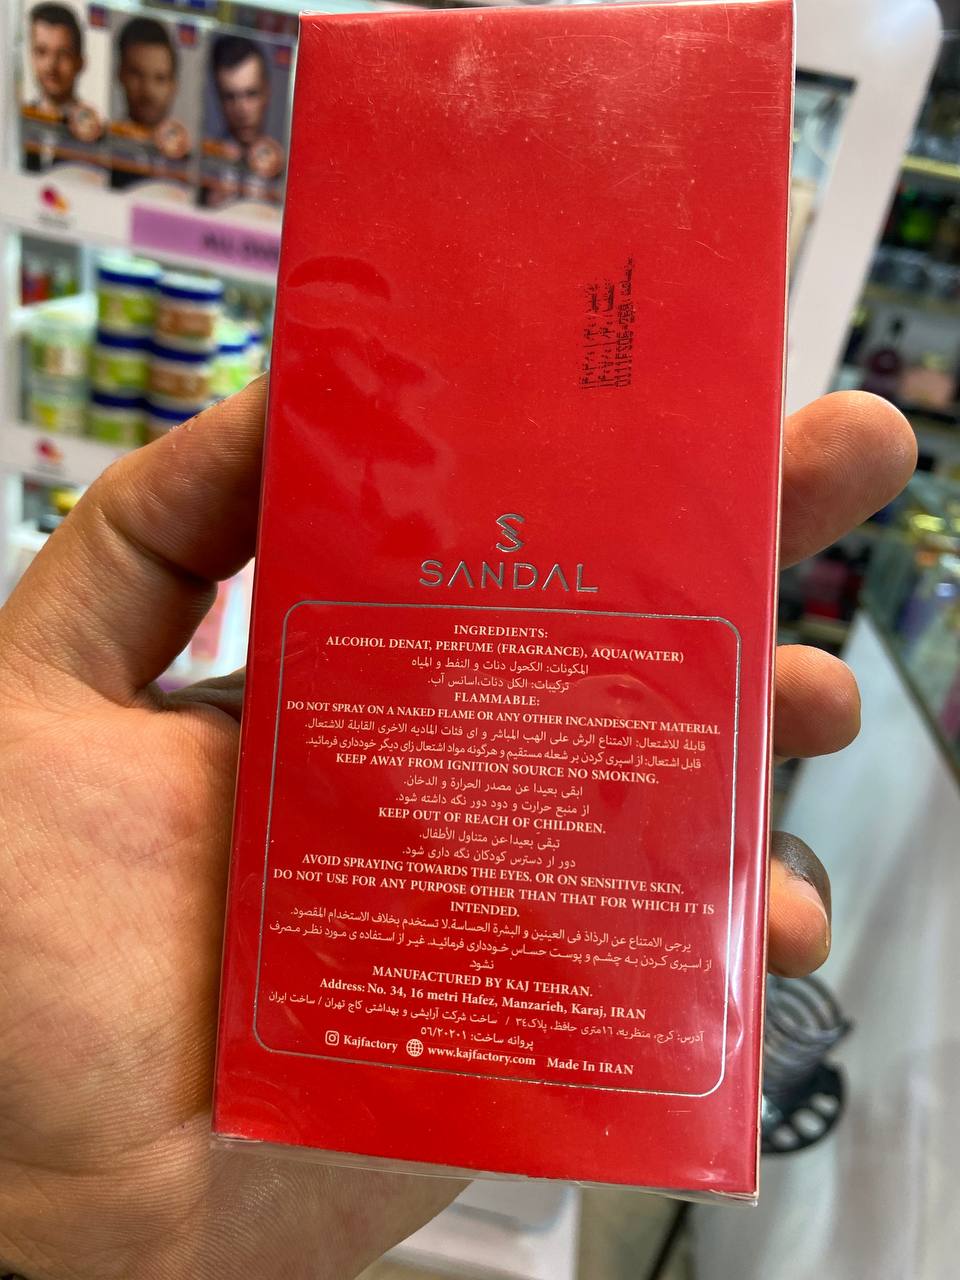 SANDAL
INGREDIENTS:
ALCOHOL DENAT, PERFUME (FRAGRANCE), AQUA(WATER)
المكونات: الكحول دنات و النفط و المياه
ترکیبات: الکل دنات،اسانس آب.
FLAMMABLE:
DO NOT SPRAY ON A NAKED FLAME OR ANY OTHER INCANDESCENT MATERIAL
قابلة للاشتعال: الامتناع الرش على الهب المباشر و ای فئات المادیه الاخرى القابلة للاشتعال.
قابل اشتعال: از اسپری کردن بر شعله مستقیم و هرگونه مواد اشتعال زای دیگر خودداری فرمائید.
KEEP AWAY FROM IGNITION SOURCE NO SMOKING.
ابقى بعيدا عن مصدر الحرارة و الدخان.
از منبع حرارت و دود دور نگه داشته شود.
KEEP OUT OF REACH OF CHILDREN.
تبقى بعيدا عن متناول الأطفال.
دور از دسترس کودکان نگه داری شود.
AVOID SPRAYING TOWARDS THE EYES. OR ON SENSITIVE SKIN.
DO NOT USE FOR ANY PURPOSE OTHER THAN THAT FOR WHICH IT IS
INTENDED.
يرجى الامتناع عن الرذاذ فى العينين و البشرة الحساسة.لا تستخدم بخلاف الاستخدام المقصود.
از اسپری کردن به چشم و پوست حساس خودداری فرمائید. غیر از استفاده ی مورد نظر مصرف
نشود.
MANUFACTURED BY KAJ TEHRAN.
Address: No. 34, 16 metri Hafez, Manzarieh, Karaj, IRAN
آدرس: کرج، منظریه، ١٦متری حافظ، پلاک٣٤ / ساخت شرکت آرایشی و بهداشتی کاج تهران / ساخت ایران
پروانه ساخت: ٥٦/٢٠٢٠١
Kajfactory www.kajfactory.com Made In IRAN